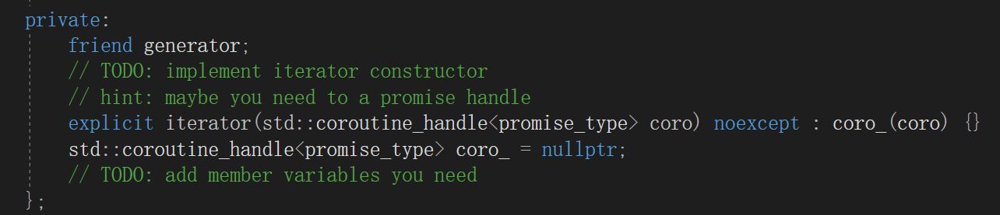 private:
friend generator;
// TODO: implement iterator constructor
// hint: maybe you need to a promise handle
explicit iterator(std::coroutine_handle<promise_type> coro) noexcept : coro_(coro) {}
std::coroutine_handle<promise_type> coro_ = nullptr;
// TODO: add member variables you need
};